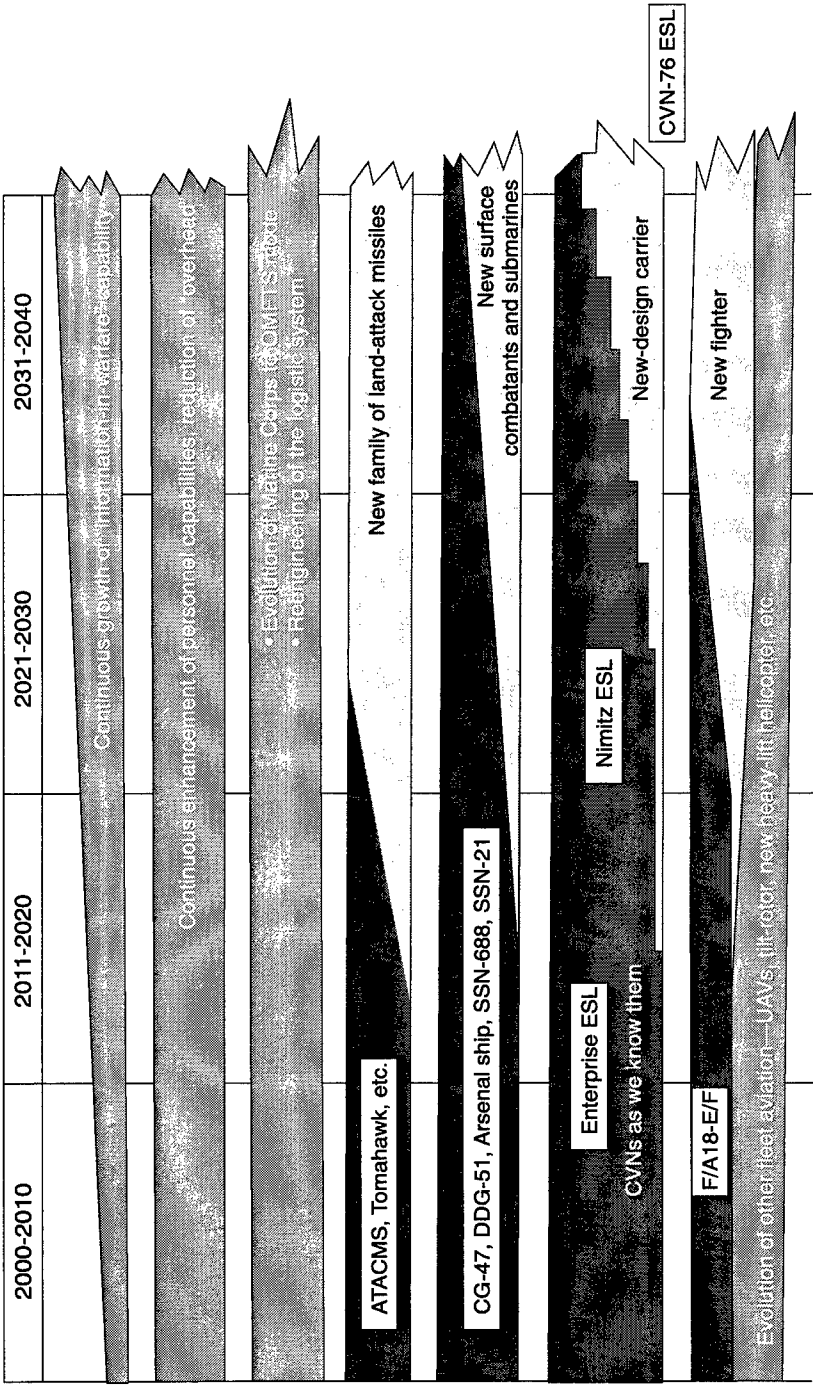 2000-2010
2011-2020
2021-2030
2031-2040
Continuous growth of information in warfare capability
Continuous enhancement of personnel capabilities; reduction of "overhead"
• Evolution of Marine Corps to OMFTS mode
• Reengineering of the logistic system
ATACMS, Tomahawk, etc.
New family of land-attack missiles
CG-47, DDG-51, Arsenal ship, SSN-688, SSN-21
New surface
combatants and submarines
Enterprise ESL
CVNs as we know them
Nimitz ESL
New-design carrier
CVN-76 ESL
F/A18-E/F
New fighter
Evolution of other fleet aviation—UAVs, tilt-rotor, new heavy-lift helicopter, etc.